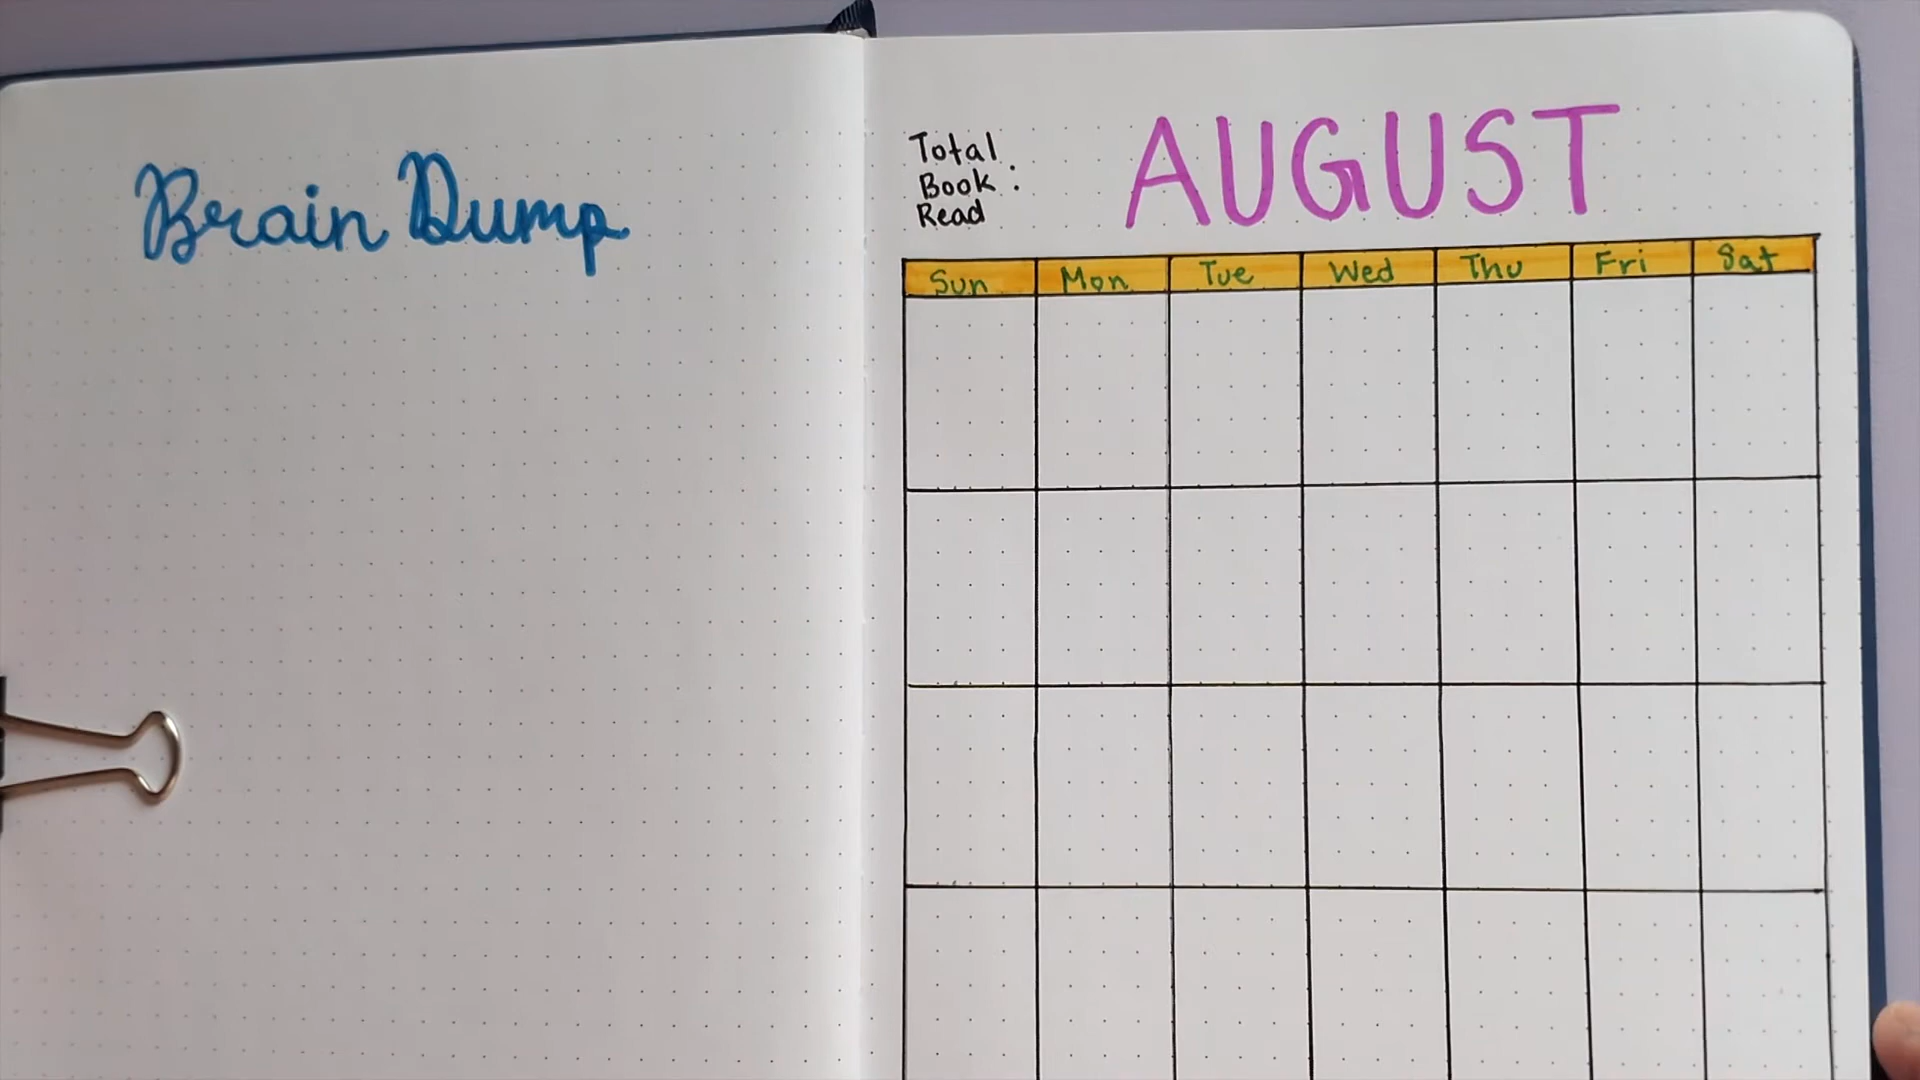 Brain Dump
AUGUST
Total
Book :
Read
Sun Mon Tue Wed Thu Fri Sat